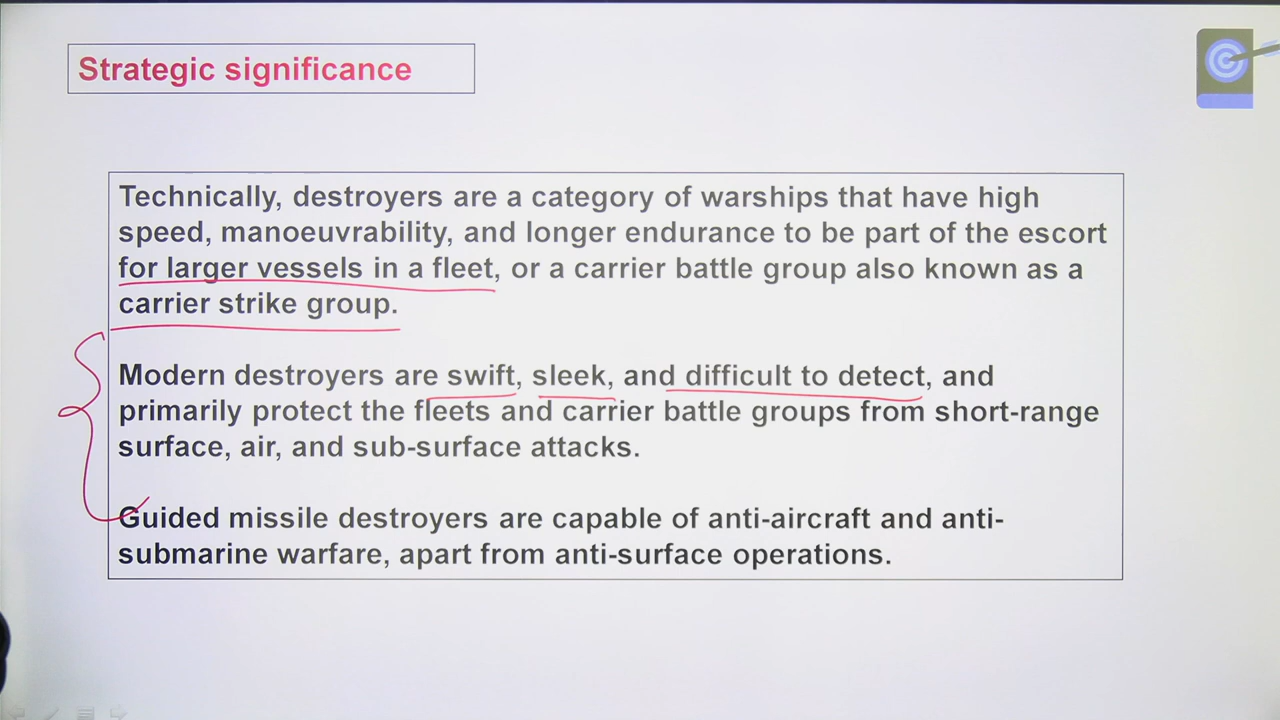 Strategic significance
Technically, destroyers are a category of warships that have high
speed, manoeuvrability, and longer endurance to be part of the escort
for larger vessels in a fleet, or a carrier battle group also known as a
carrier strike group.
Modern destroyers are swift, sleek, and difficult to detect, and
primarily protect the fleets and carrier battle groups from short-range
surface, air, and sub-surface attacks.
Guided missile destroyers are capable of anti-aircraft and anti-
submarine warfare, apart from anti-surface operations.